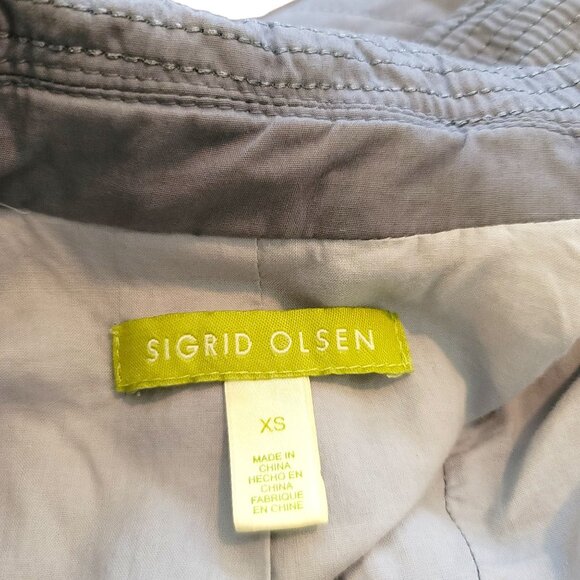 SIGRID OLSEN
XS
MADE IN
CHINA
HECHO EN
CHINA
FABRIQUE
EN CHINE